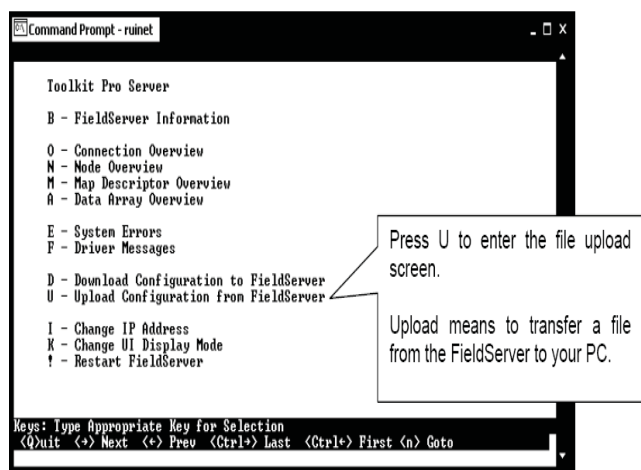 Command Prompt - ruinet
Toolkit Pro Server
B - FieldServer Information
O - Connection Overview
N - Node Overview
M - Map Descriptor Overview
A - Data Array Overview
E - System Errors
F - Driver Messages
D - Download Configuration to FieldServer
U - Upload Configuration from FieldServer
I - Change IP Address
K - Change UI Display Mode
! - Restart FieldServer
Press U to enter the file upload
screen.
Upload means to transfer a file
from the FieldServer to your PC.
Keys: Type Appropriate Key for Selection
<Q>uit <→> Next <←> Prev <Ctrl→> Last <Ctrl←> First <n> Goto